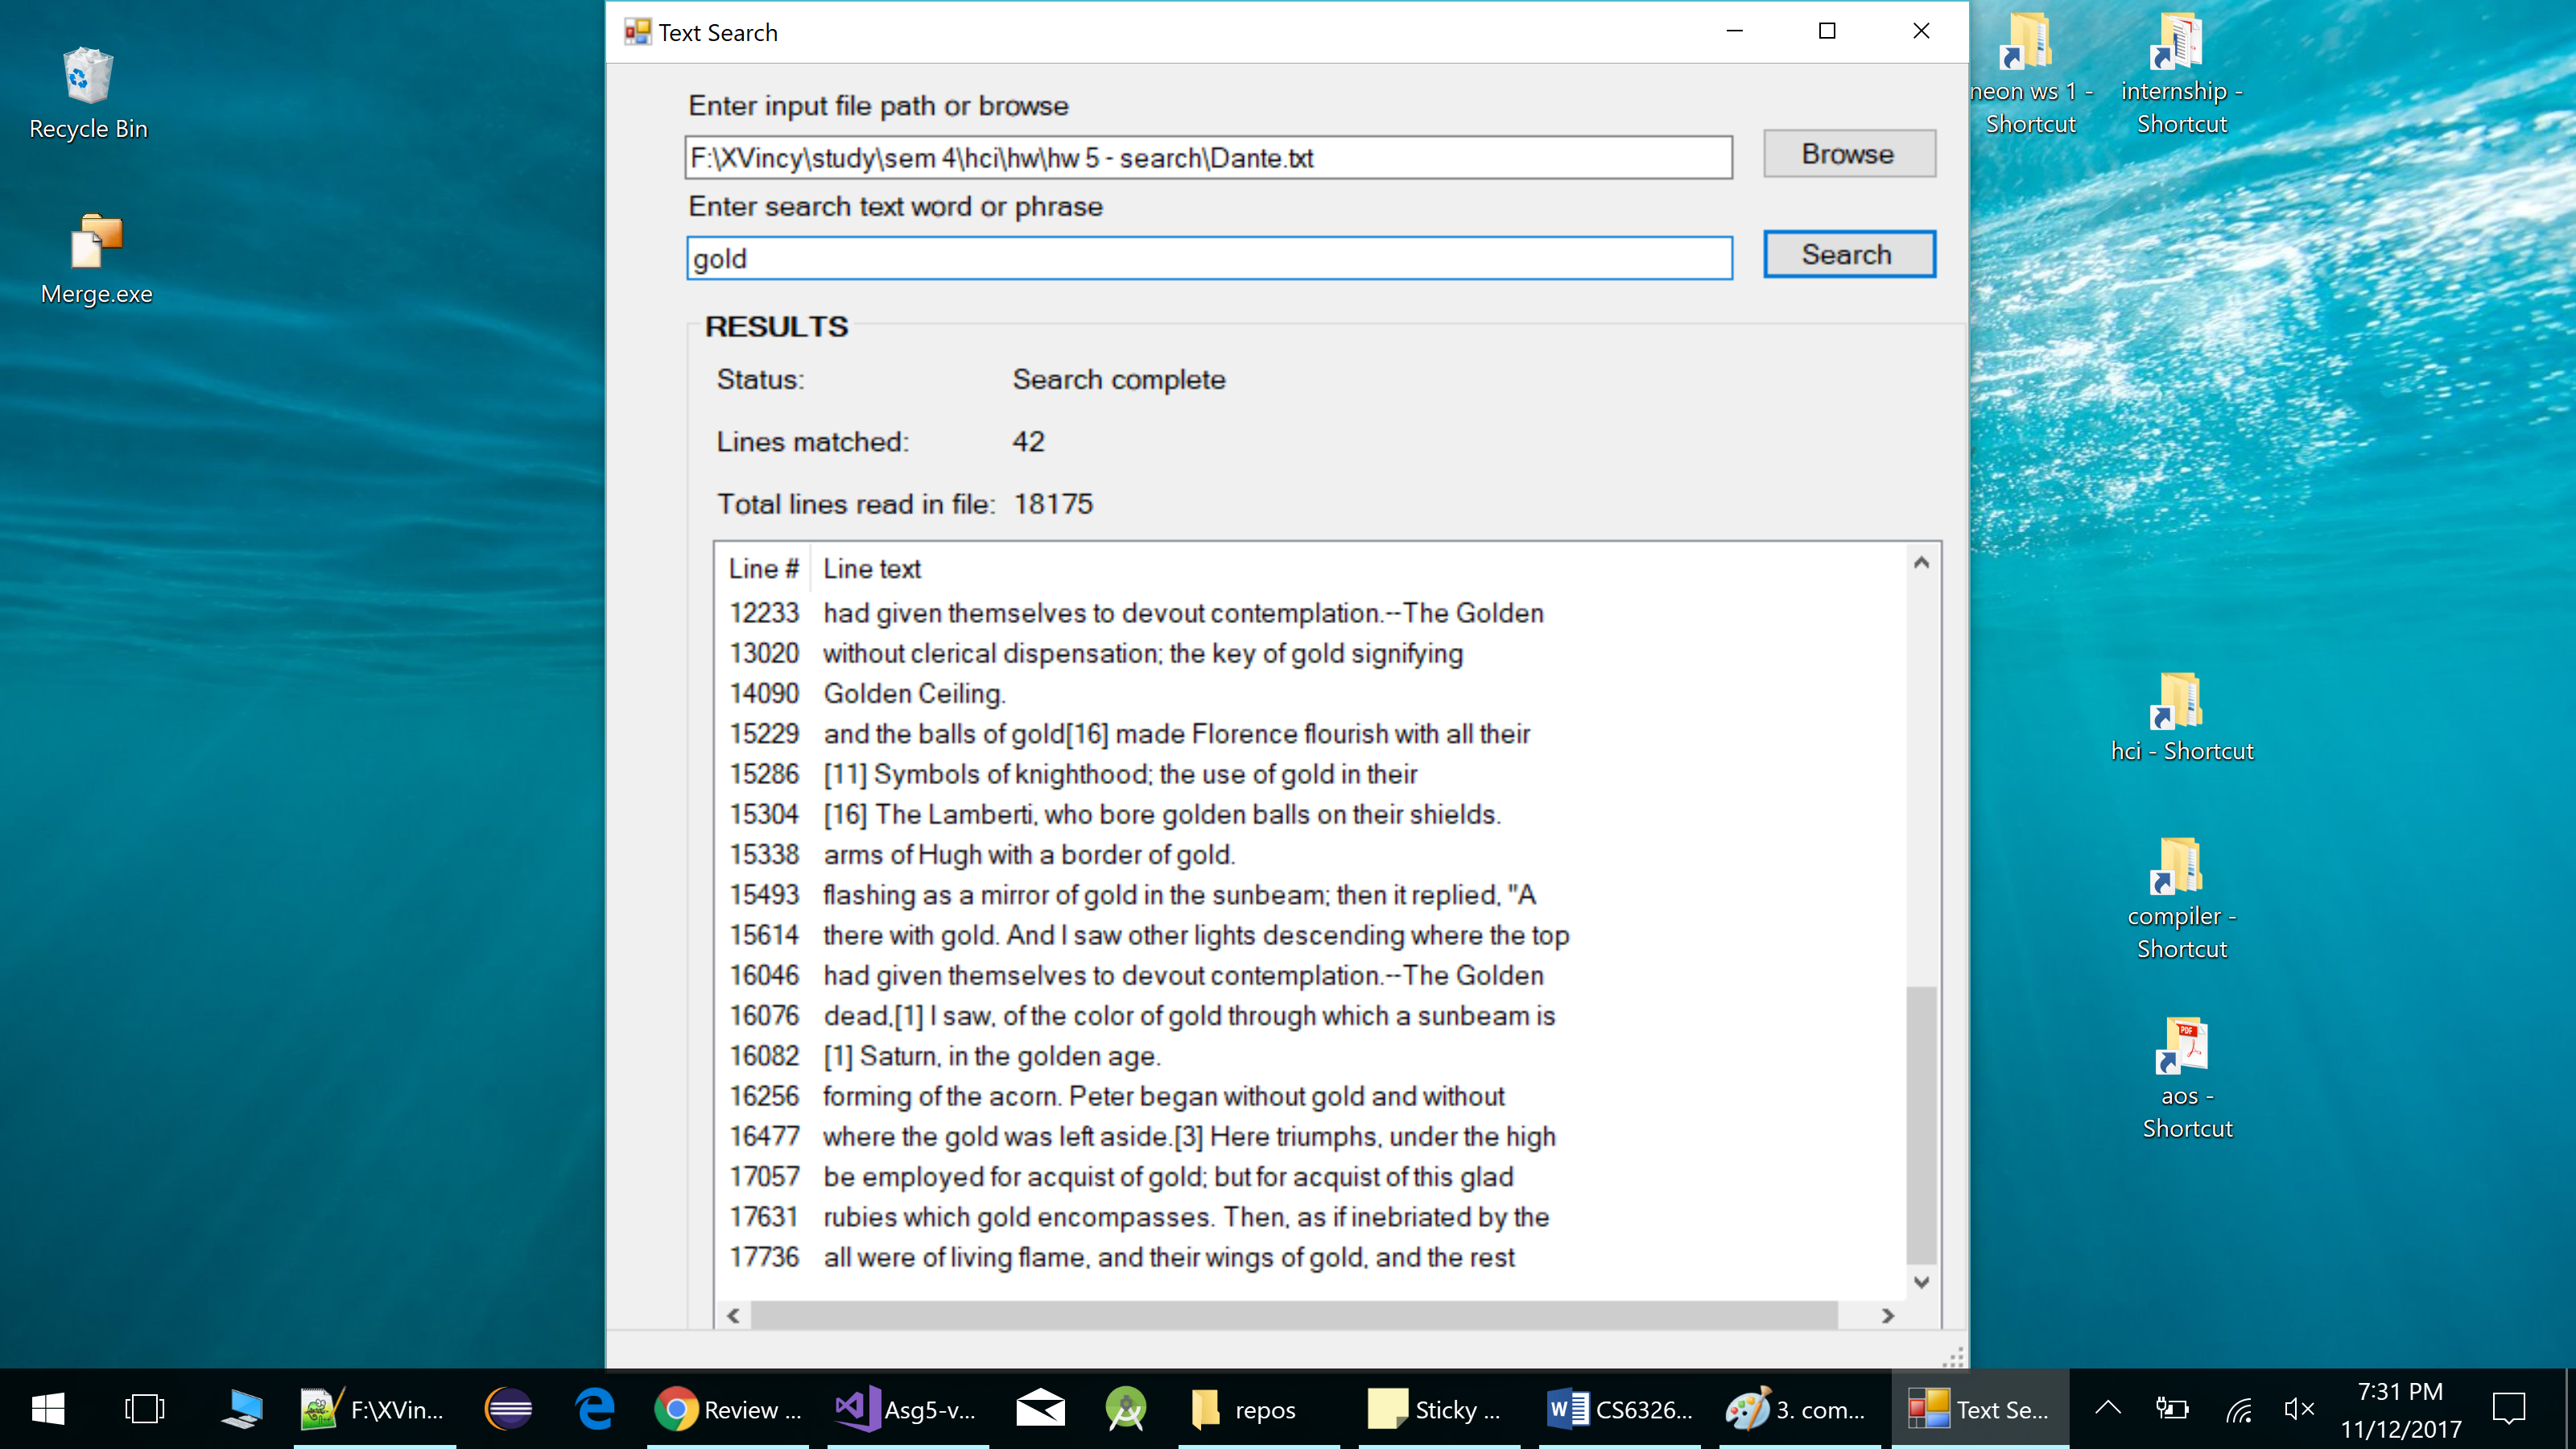 Text Search
Recycle Bin
Merge.exe
neon ws 1 -
Shortcut
internship -
Shortcut
Enter input file path or browse
F:\XVincy\study\sem 4\hci\hw\hw 5 - search\Dante.txt
Browse
Enter search text word or phrase
gold
Search
RESULTS
Status: Search complete
Lines matched: 42
Total lines read in file: 18175
Line # Line text
12233 had given themselves to devout contemplation.--The Golden
13020 without clerical dispensation; the key of gold signifying
14090 Golden Ceiling.
15229 and the balls of gold[16] made Florence flourish with all their
15286 [11] Symbols of knighthood; the use of gold in their
15304 [16] The Lamberti, who bore golden balls on their shields.
15338 arms of Hugh with a border of gold.
15493 flashing as a mirror of gold in the sunbeam; then it replied, "A
15614 there with gold. And I saw other lights descending where the top
16046 had given themselves to devout contemplation.--The Golden
16076 dead,[1] I saw, of the color of gold through which a sunbeam is
16082 [1] Saturn, in the golden age.
16256 forming of the acorn. Peter began without gold and without
16477 where the gold was left aside.[3] Here triumphs, under the high
17057 be employed for acquist of gold; but for acquist of this glad
17631 rubies which gold encompasses. Then, as if inebriated by the
17736 all were of living flame, and their wings of gold, and the rest
hci - Shortcut
compiler -
Shortcut
PDF
aos -
Shortcut
F:\XVin...
Review ...
Asg5-v...
repos
Sticky ...
CS6326...
3. com...
Text Se...
7:31 PM
11/12/2017